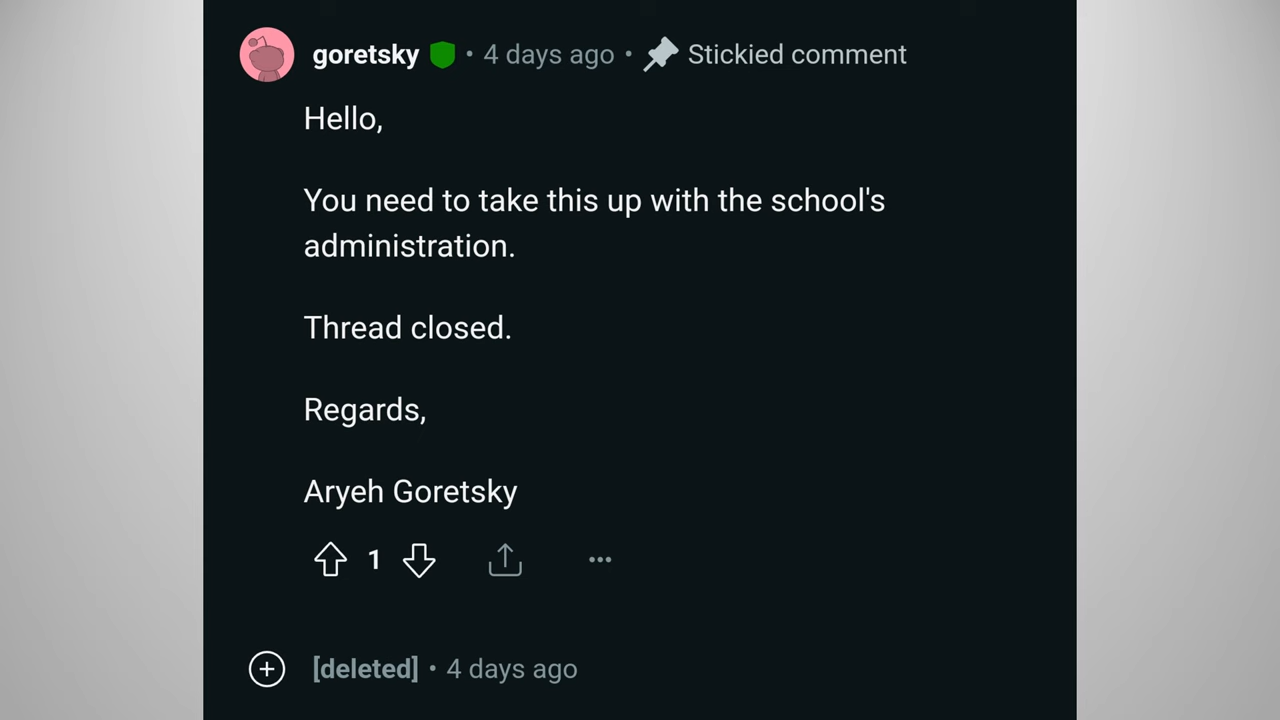 goretsky • 4 days ago • Stickied comment
Hello,
You need to take this up with the school's
administration.
Thread closed.
Regards,
Aryeh Goretsky
1
[deleted] • 4 days ago